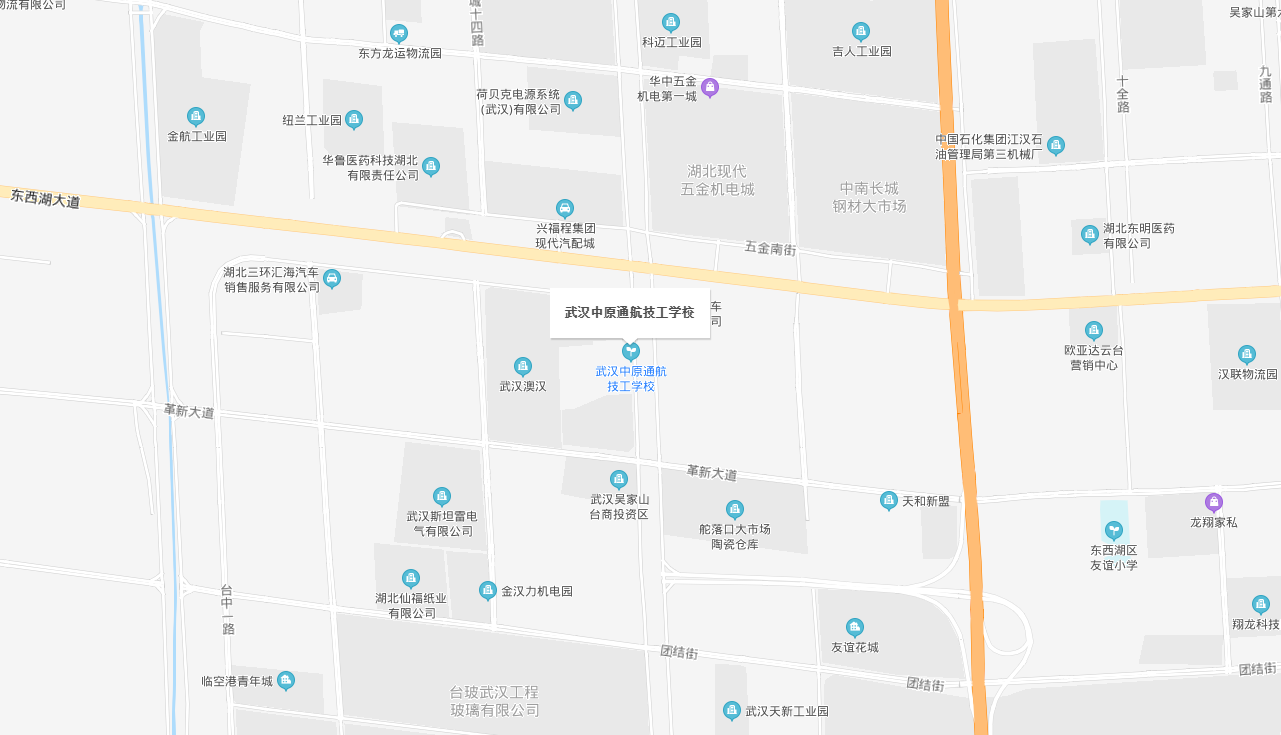 物流有限公司
城十四路
东方龙运物流园
科迈工业园
吉人工业园
吴家山第
华中五金
机电第一城
荷贝克电源系统
(武汉)有限公司
十全路
九通路
金航工业园
纽兰工业园
华鲁医药科技湖北
有限责任公司
中国石化集团江汉石
油管理局第三机械厂
湖北现代
五金机电城
中南长城
钢材大市场
东西湖大道
兴福程集团
现代汽配城
五金南街
湖北东明医药
有限公司
湖北三环汇海汽车
销售服务有限公司
武汉中原通航技工学校
车
司
武汉中原通航
技工学校
武汉澳汉
欧亚达云台
营销中心
汉联物流园
革新大道
革新大道
武汉斯坦雷电
气有限公司
武汉吴家山
台商投资区
舵落口大市场
陶瓷仓库
天和新盟
龙翔家私
东西湖区
友谊小学
湖北仙福纸业
有限公司
金汉力机电园
台中一路
友谊花城
翔龙科技
团结街
团结街
团结街
临空港青年城
台玻武汉工程
玻璃有限公司
武汉天新工业园